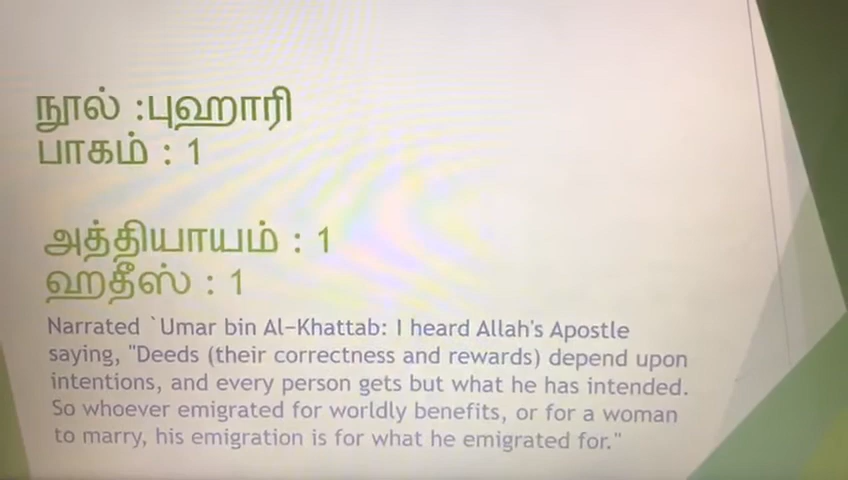 நூல் :புஹாரி
பாகம் : 1
அத்தியாயம் : 1
ஹதீஸ் : 1
Narrated `Umar bin Al-Khattab: I heard Allah's Apostle
saying, "Deeds (their correctness and rewards) depend upon
intentions, and every person gets but what he has intended.
So whoever emigrated for worldly benefits, or for a woman
to marry, his emigration is for what he emigrated for."